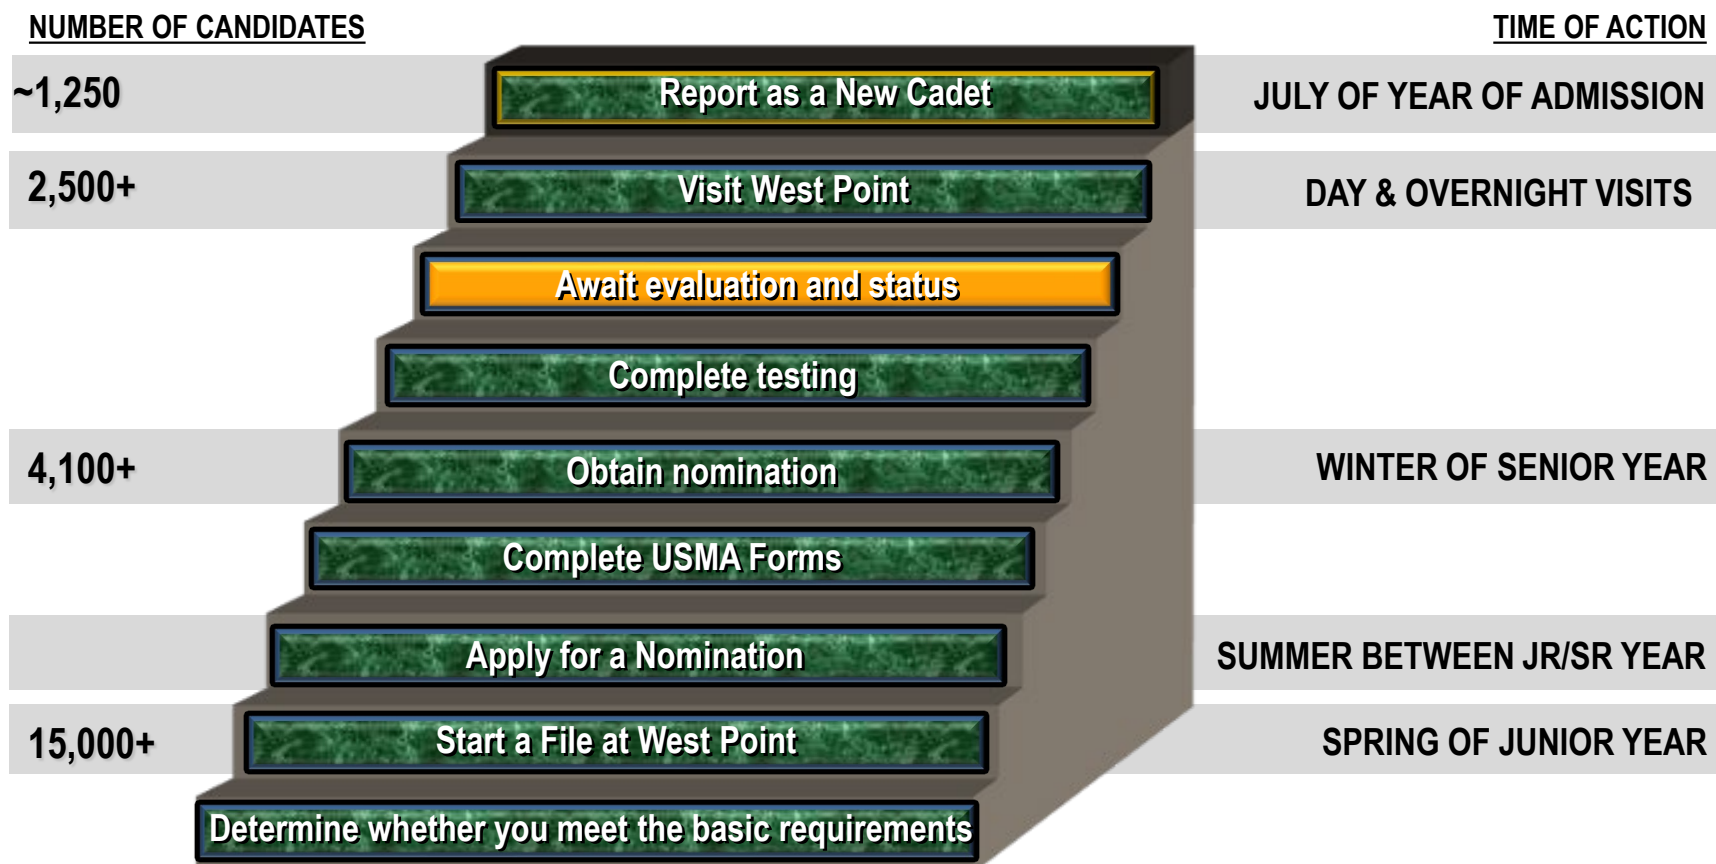 NUMBER OF CANDIDATES
TIME OF ACTION
~1,250
Report as a New Cadet
JULY OF YEAR OF ADMISSION
2,500+
Visit West Point
DAY & OVERNIGHT VISITS
Await evaluation and status
Complete testing
4,100+
Obtain nomination
WINTER OF SENIOR YEAR
Complete USMA Forms
Apply for a Nomination
SUMMER BETWEEN JR/SR YEAR
15,000+
Start a File at West Point
SPRING OF JUNIOR YEAR
Determine whether you meet the basic requirements